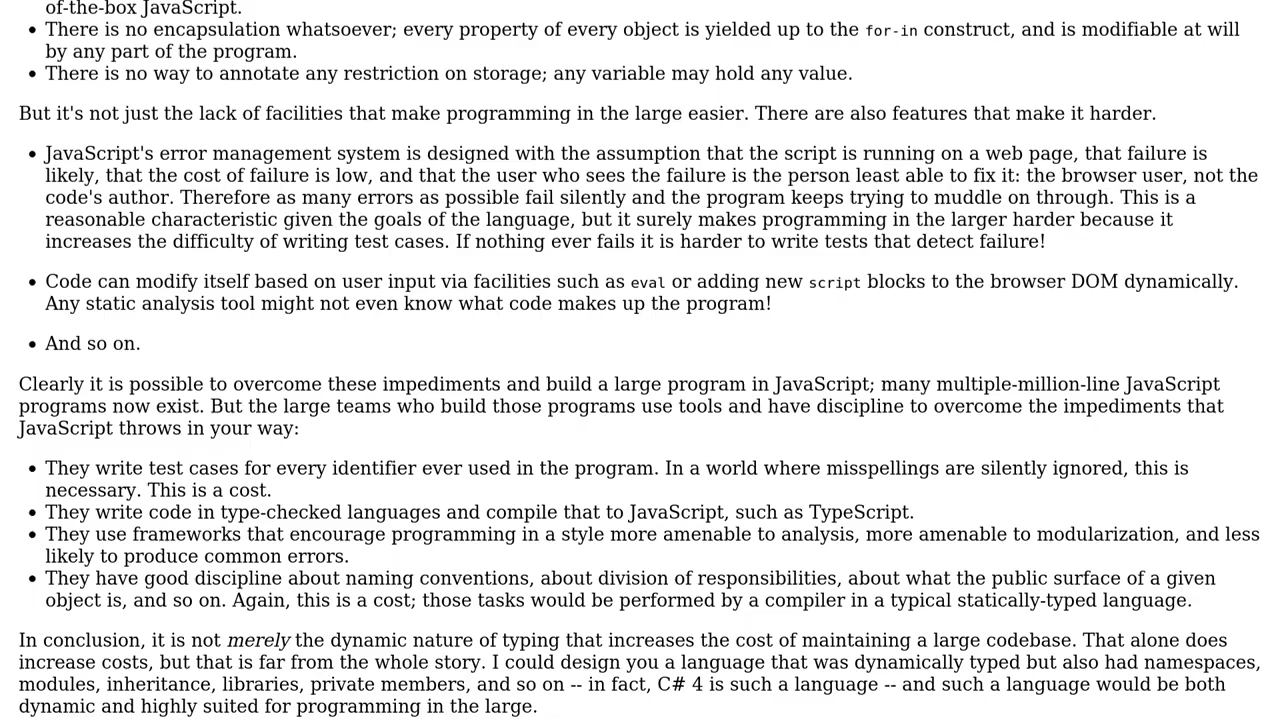 of-the-box JavaScript.
• There is no encapsulation whatsoever; every property of every object is yielded up to the for-in construct, and is modifiable at will
by any part of the program.
• There is no way to annotate any restriction on storage; any variable may hold any value.
But it's not just the lack of facilities that make programming in the large easier. There are also features that make it harder.
• JavaScript's error management system is designed with the assumption that the script is running on a web page, that failure is
likely, that the cost of failure is low, and that the user who sees the failure is the person least able to fix it: the browser user, not the
code's author. Therefore as many errors as possible fail silently and the program keeps trying to muddle on through. This is a
reasonable characteristic given the goals of the language, but it surely makes programming in the larger harder because it
increases the difficulty of writing test cases. If nothing ever fails it is harder to write tests that detect failure!
• Code can modify itself based on user input via facilities such as eval or adding new script blocks to the browser DOM dynamically.
Any static analysis tool might not even know what code makes up the program!
• And so on.
Clearly it is possible to overcome these impediments and build a large program in JavaScript; many multiple-million-line JavaScript
programs now exist. But the large teams who build those programs use tools and have discipline to overcome the impediments that
JavaScript throws in your way:
• They write test cases for every identifier ever used in the program. In a world where misspellings are silently ignored, this is
necessary. This is a cost.
• They write code in type-checked languages and compile that to JavaScript, such as TypeScript.
• They use frameworks that encourage programming in a style more amenable to analysis, more amenable to modularization, and less
likely to produce common errors.
• They have good discipline about naming conventions, about division of responsibilities, about what the public surface of a given
object is, and so on. Again, this is a cost; those tasks would be performed by a compiler in a typical statically-typed language.
In conclusion, it is not merely the dynamic nature of typing that increases the cost of maintaining a large codebase. That alone does
increase costs, but that is far from the whole story. I could design you a language that was dynamically typed but also had namespaces,
modules, inheritance, libraries, private members, and so on -- in fact, C# 4 is such a language -- and such a language would be both
dynamic and highly suited for programming in the large.